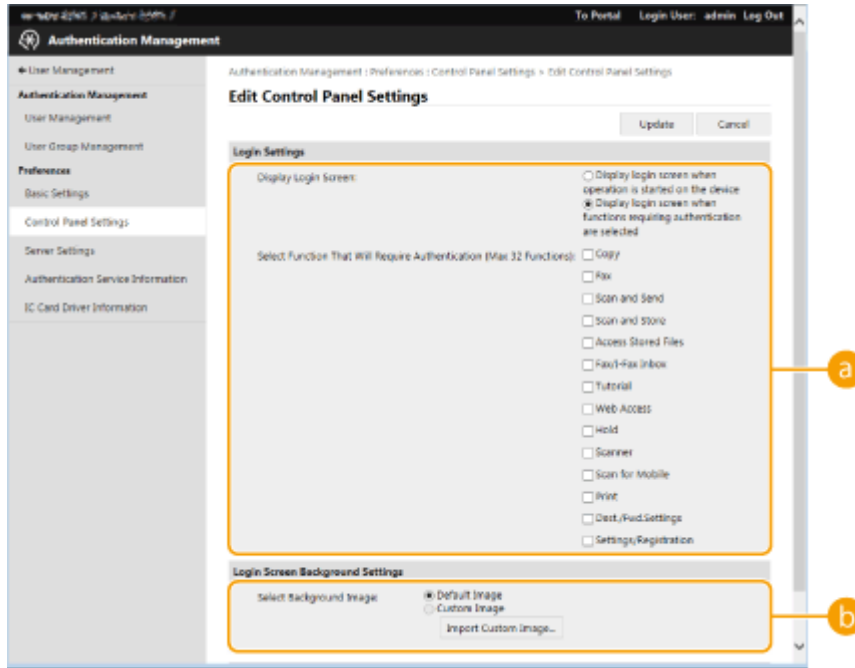 To Portal Login User: admin Log Out
Authentication Management
User Management
Authentication Management
User Management
User Group Management
Preferences
Basic Settings
Control Panel Settings
Server Settings
Authentication Service Information
IC Card Driver Information
Authentication Management : Preferences : Control Panel Settings > Edit Control Panel Settings
Edit Control Panel Settings
Update Cancel
Login Settings
Display Login Screen:
Display login screen when
operation is started on the device
Display login screen when
functions requiring authentication
are selected
Select Function That Will Require Authentication (Max 32 Functions):
Copy
Fax
Scan and Send
Scan and Store
Access Stored Files
Fax/I-Fax Inbox
Tutorial
Web Access
Hold
Scanner
Scan for Mobile
Print
Dest./Fwd.Settings
Settings/Registration
a
Login Screen Background Settings
Select Background Image:
Default Image
Custom Image
Import Custom Image...
b